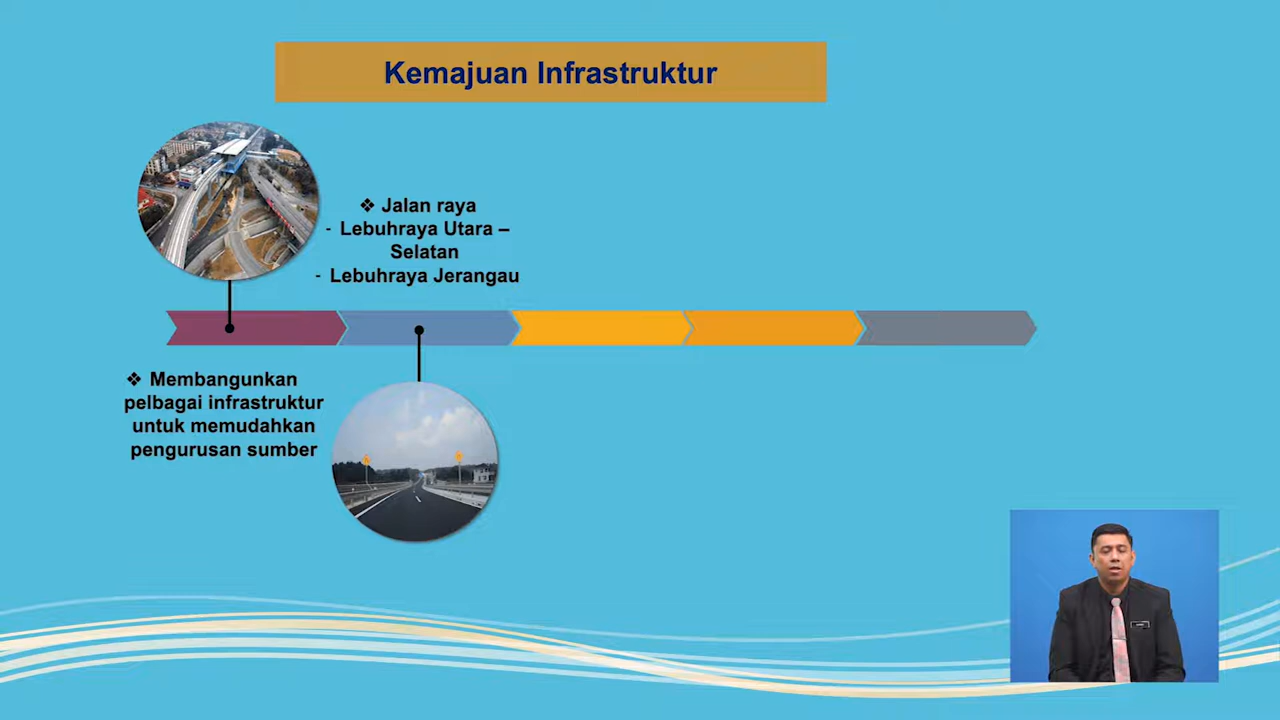 Kemajuan Infrastruktur
❖ Jalan raya
- Lebuhraya Utara –
Selatan
- Lebuhraya Jerangau
❖ Membangunkan
pelbagai infrastruktur
untuk memudahkan
pengurusan sumber